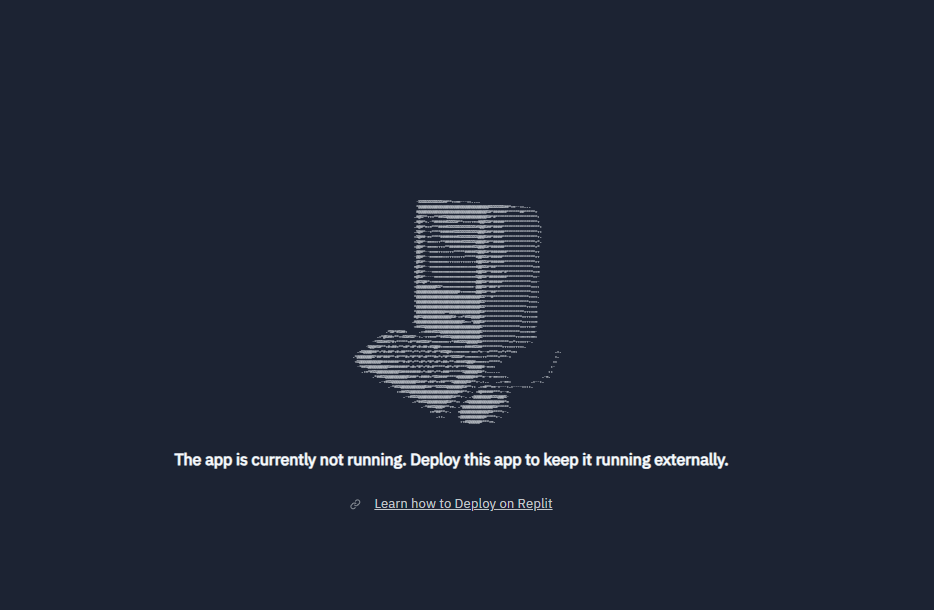 The app is currently not running. Deploy this app to keep it running externally.
Learn how to Deploy on Replit